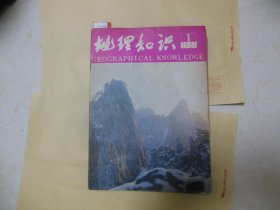 地理知识
1
GEOGRAPHICAL KNOWLEDGE